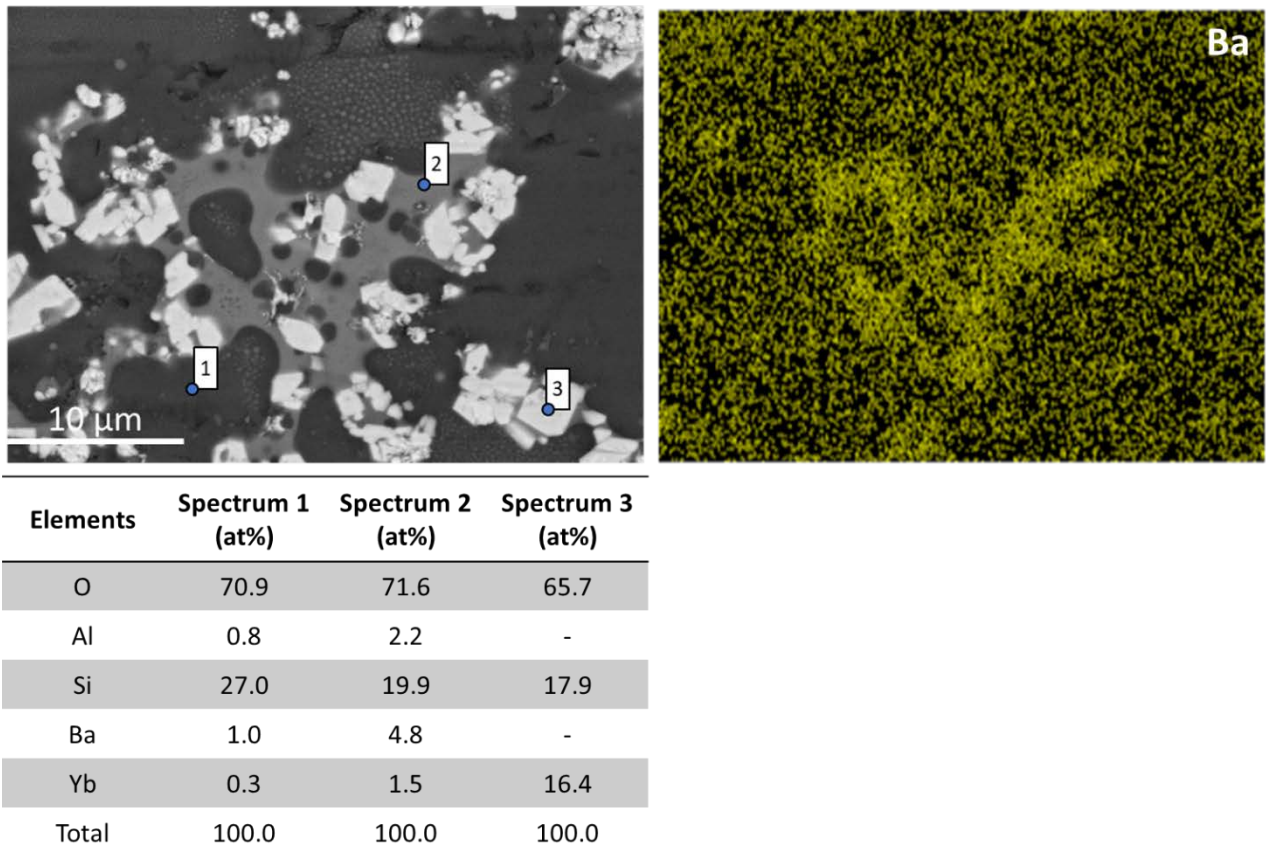 Ba
2
1
3
10 µm
Elements Spectrum 1 (at%) Spectrum 2 (at%) Spectrum 3 (at%)
O 70.9 71.6 65.7
Al 0.8 2.2 -
Si 27.0 19.9 17.9
Ba 1.0 4.8 -
Yb 0.3 1.5 16.4
Total 100.0 100.0 100.0